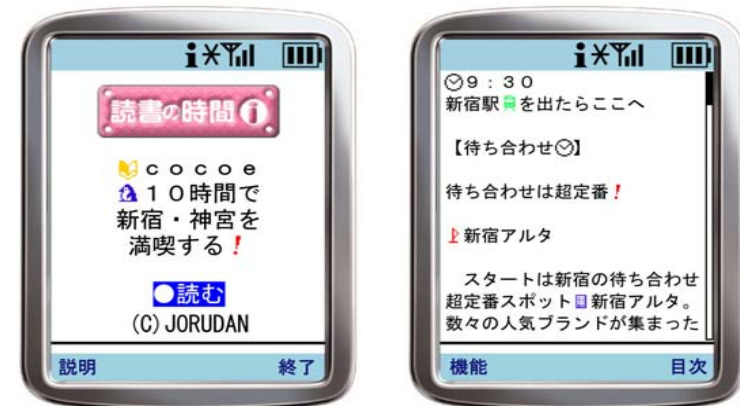 読書の時間
cocoe
10時間で
新宿・神宮を
満喫する!
●読む
(C) JORUDAN
説明
終了
9:30
新宿駅を出たらここへ
【待ち合わせ】
待ち合わせは超定番!
新宿アルタ
スタートは新宿の待ち合わせ
超定番スポット新宿アルタ。
数々の人気ブランドが集まった
機能
目次